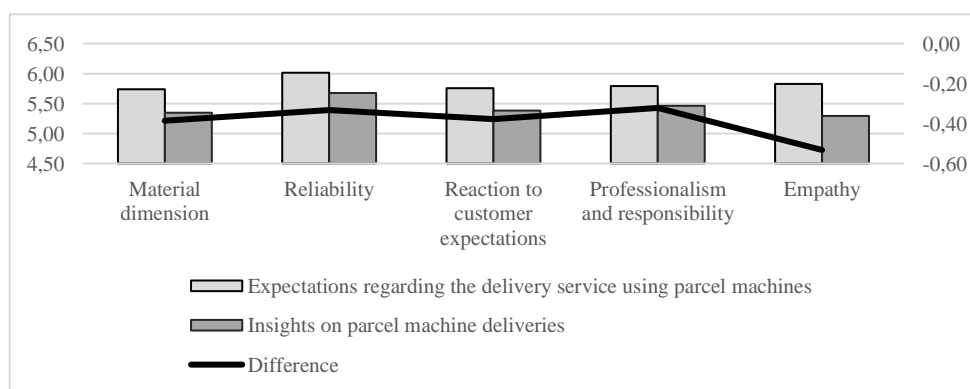 6,50
6,00
5,50
5,00
4,50
0,00
-0,20
-0,40
-0,60
Material
dimension
Reliability
Reaction to
customer
expectations
Professionalism
and responsibility
Empathy
Expectations regarding the delivery service using parcel machines
Insights on parcel machine deliveries
Difference